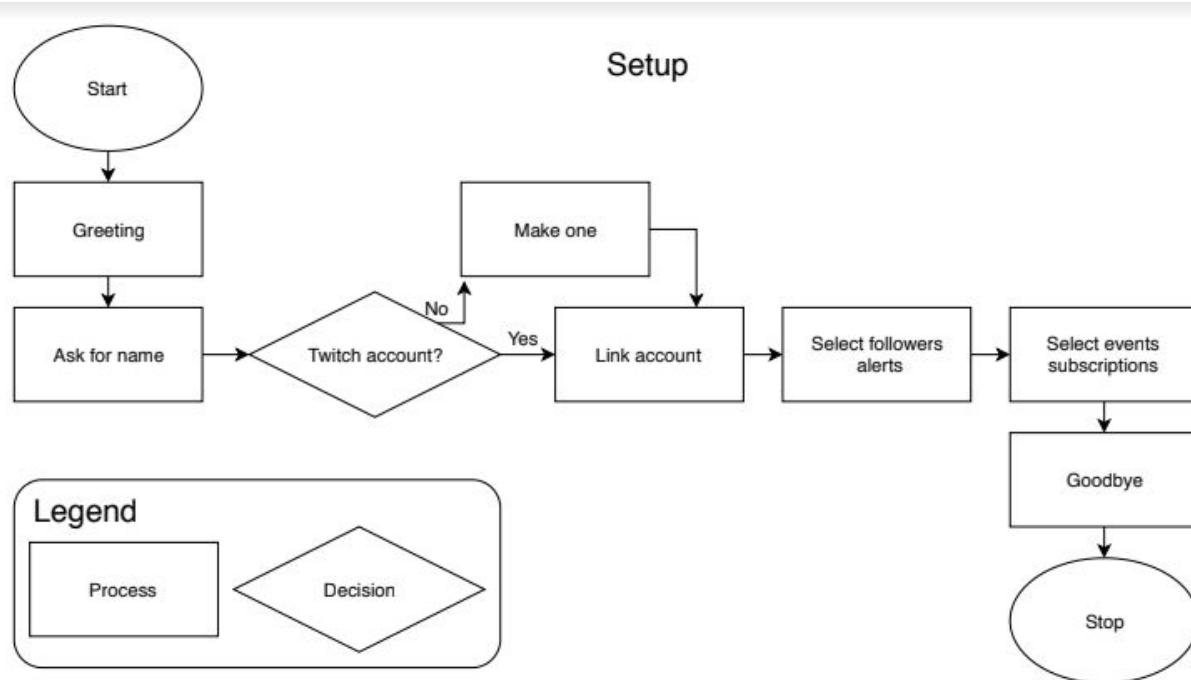 Setup
Start
Greeting
Ask for name
Twitch account?
No
Make one
Yes
Link account
Select followers
alerts
Select events
subscriptions
Goodbye
Stop
Legend
Process
Decision